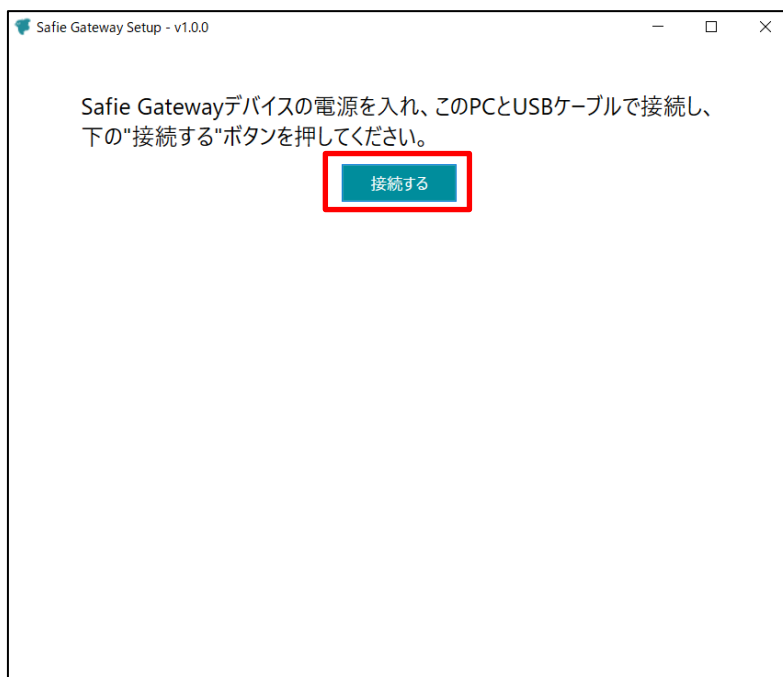 Safie Gateway Setup - v1.0.0
Safie Gatewayデバイスの電源を入れ、このPCとUSBケーブルで接続し、
下の"接続する"ボタンを押してください。
接続する